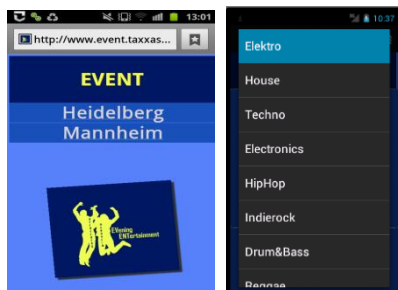 13:01
http://www.event.taxxas...
EVENT
Heidelberg
Mannheim
EVening
ENTertainment
10:37
Elektro
House
Techno
Electronics
HipHop
Indierock
Drum&Bass
Reggae